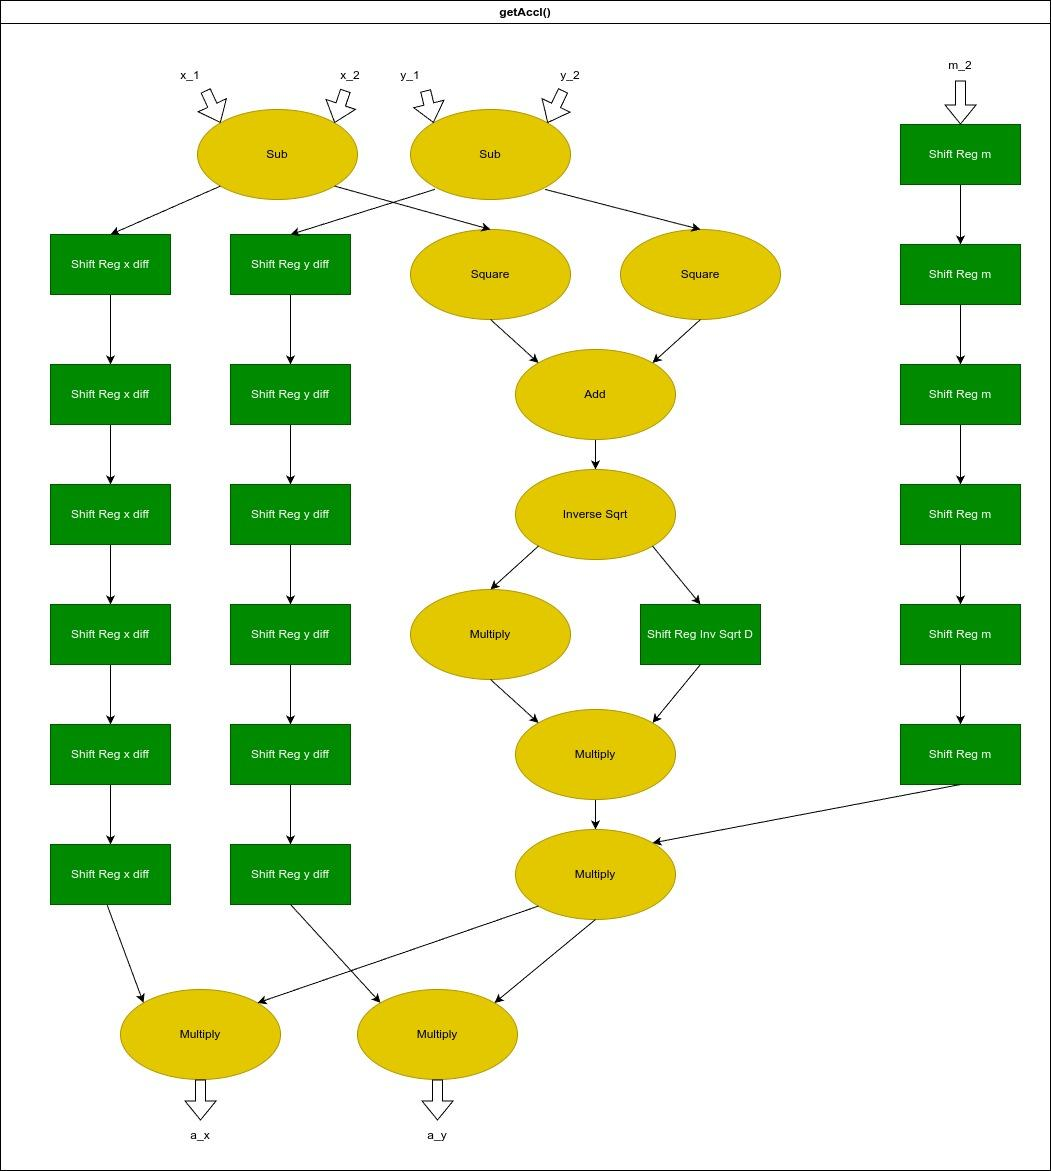 getAccl()
m_2
x_1
x_2
y_1
y_2
Sub
Sub
Shift Reg m
Shift Reg x diff
Shift Reg y diff
Square
Square
Shift Reg m
Shift Reg x diff
Shift Reg y diff
Add
Shift Reg m
Shift Reg x diff
Shift Reg y diff
Inverse Sqrt
Shift Reg m
Shift Reg x diff
Shift Reg y diff
Multiply
Shift Reg Inv Sqrt D
Shift Reg m
Shift Reg x diff
Shift Reg y diff
Multiply
Shift Reg m
Shift Reg x diff
Shift Reg y diff
Multiply
Multiply
Multiply
a_x
a_y